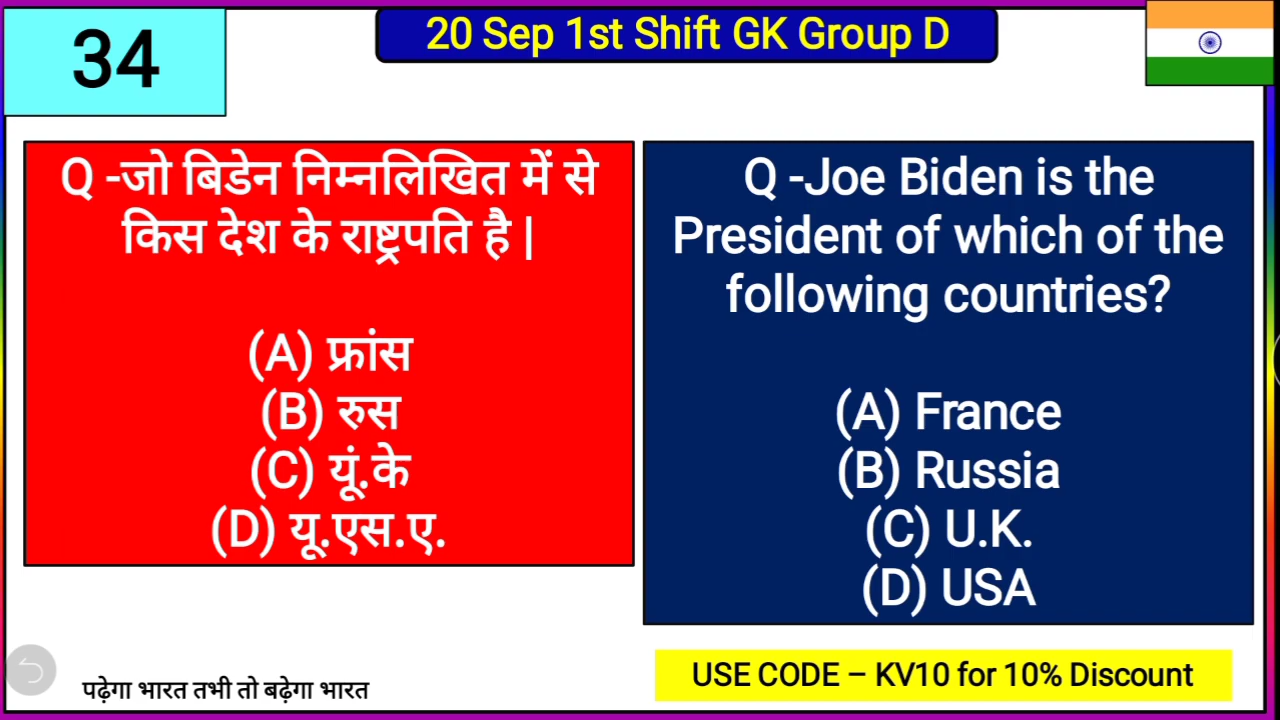 34
20 Sep 1st Shift GK Group D
Q -जो बिडेन निम्नलिखित में से
किस देश के राष्ट्रपति है |
(A) फ्रांस
(B) रुस
(C) यूं.के
(D) यू.एस.ए.
Q -Joe Biden is the
President of which of the
following countries?
(A) France
(B) Russia
(C) U.K.
(D) USA
पढ़ेगा भारत तभी तो बढ़ेगा भारत
USE CODE – KV10 for 10% Discount